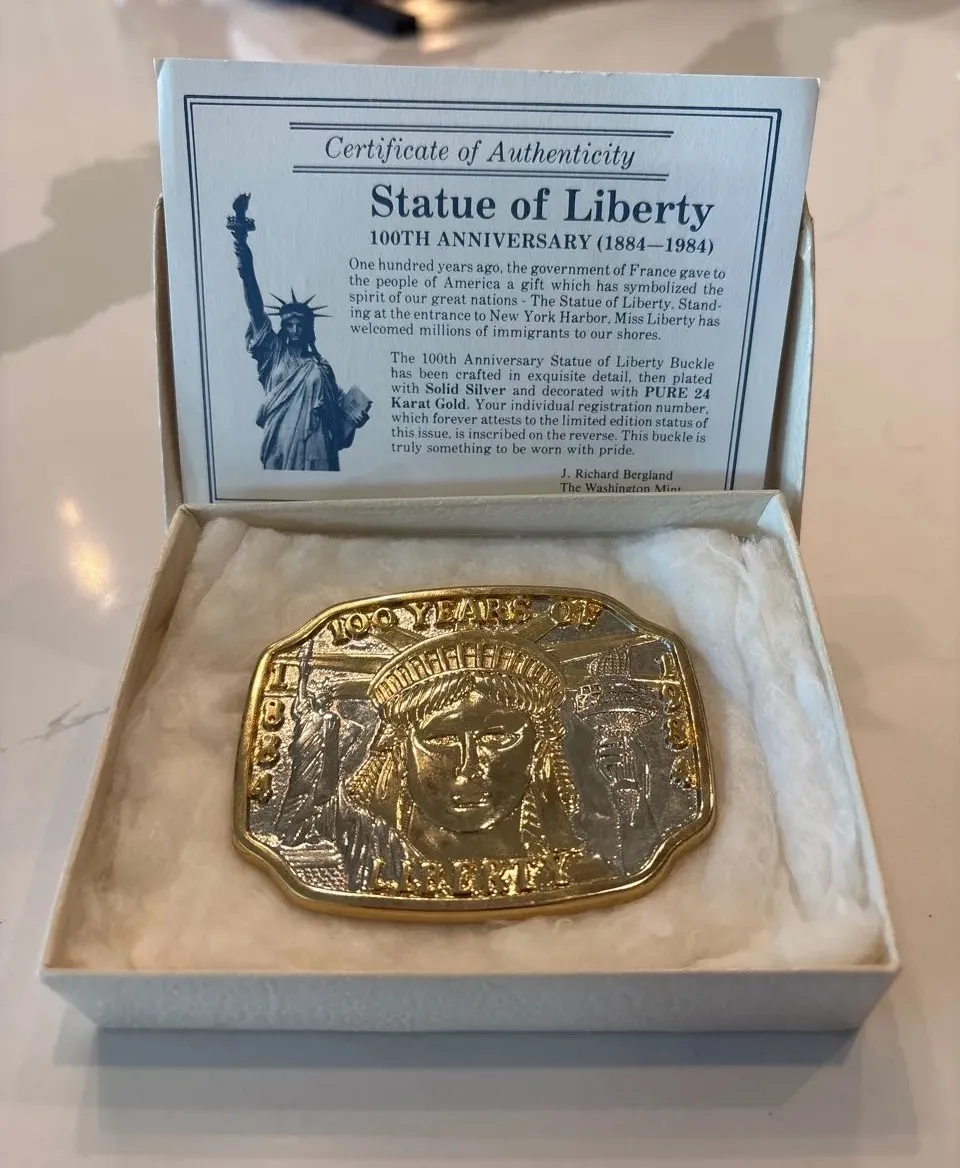 Certificate of Authenticity
Statue of Liberty
100TH ANNIVERSARY (1884—1984)
One hundred years ago, the government of France gave to
the people of America a gift which has symbolized the
spirit of our great nations - The Statue of Liberty. Stand-
ing at the entrance to New York Harbor, Miss Liberty has
welcomed millions of immigrants to our shores.
The 100th Anniversary Statue of Liberty Buckle
has been crafted in exquisite detail, then plated
with Solid Silver and decorated with PURE 24
Karat Gold. Your individual registration number,
which forever attests to the limited edition status of
this issue, is inscribed on the reverse. This buckle is
truly something to be worn with pride.
J. Richard Bergland
The Washington Mint
100 YEARS OF
1884
1984
LIBERTY